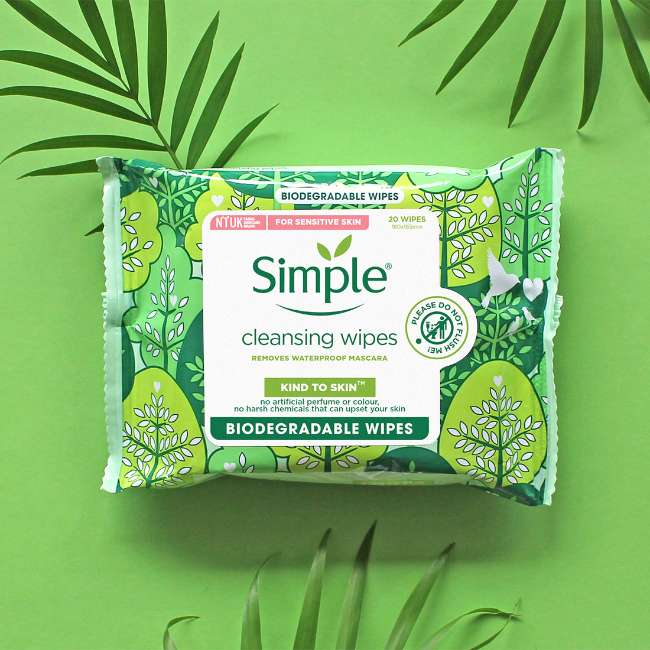 BIODEGRADABLE WIPES
NTUK
FOR SENSITIVE SKIN
20 WIPES
Simple®
cleansing wipes
REMOVES WATERPROOF MASCARA
PLEASE DO NOT FLUSH ME!
KIND TO SKIN™
no artificial perfume or colour,
no harsh chemicals that can upset your skin
BIODEGRADABLE WIPES